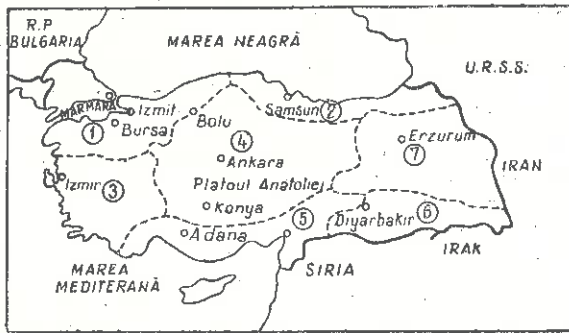 R.P.
BULGARIA
MAREA NEAGRĂ
U.R.S.S.
MARMARA
Izmit
Bolu
Samsun
2
1
Bursa
4
Erzurum
7
Ankara
IRAN
Izmir
3
Platoul Anatoliei
Konya
5
Diyarbakir
6
Adana
MAREA
MEDITERANĂ
SIRIA
IRAK